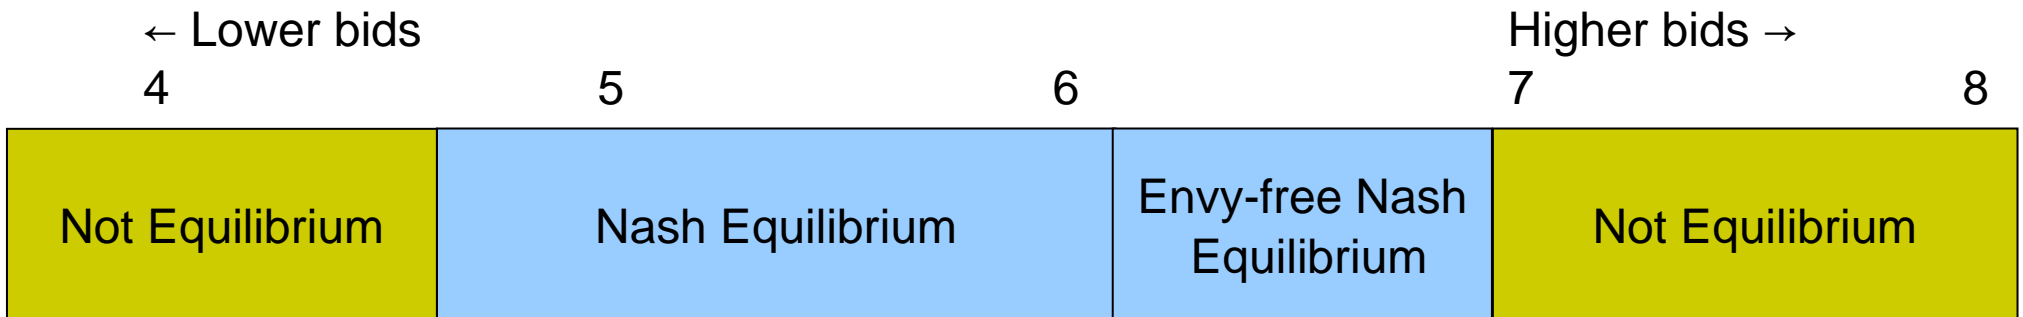 ← Lower bids
Higher bids →
4 5 6 7 8
Not Equilibrium
Nash Equilibrium
Envy-free Nash
Equilibrium
Not Equilibrium